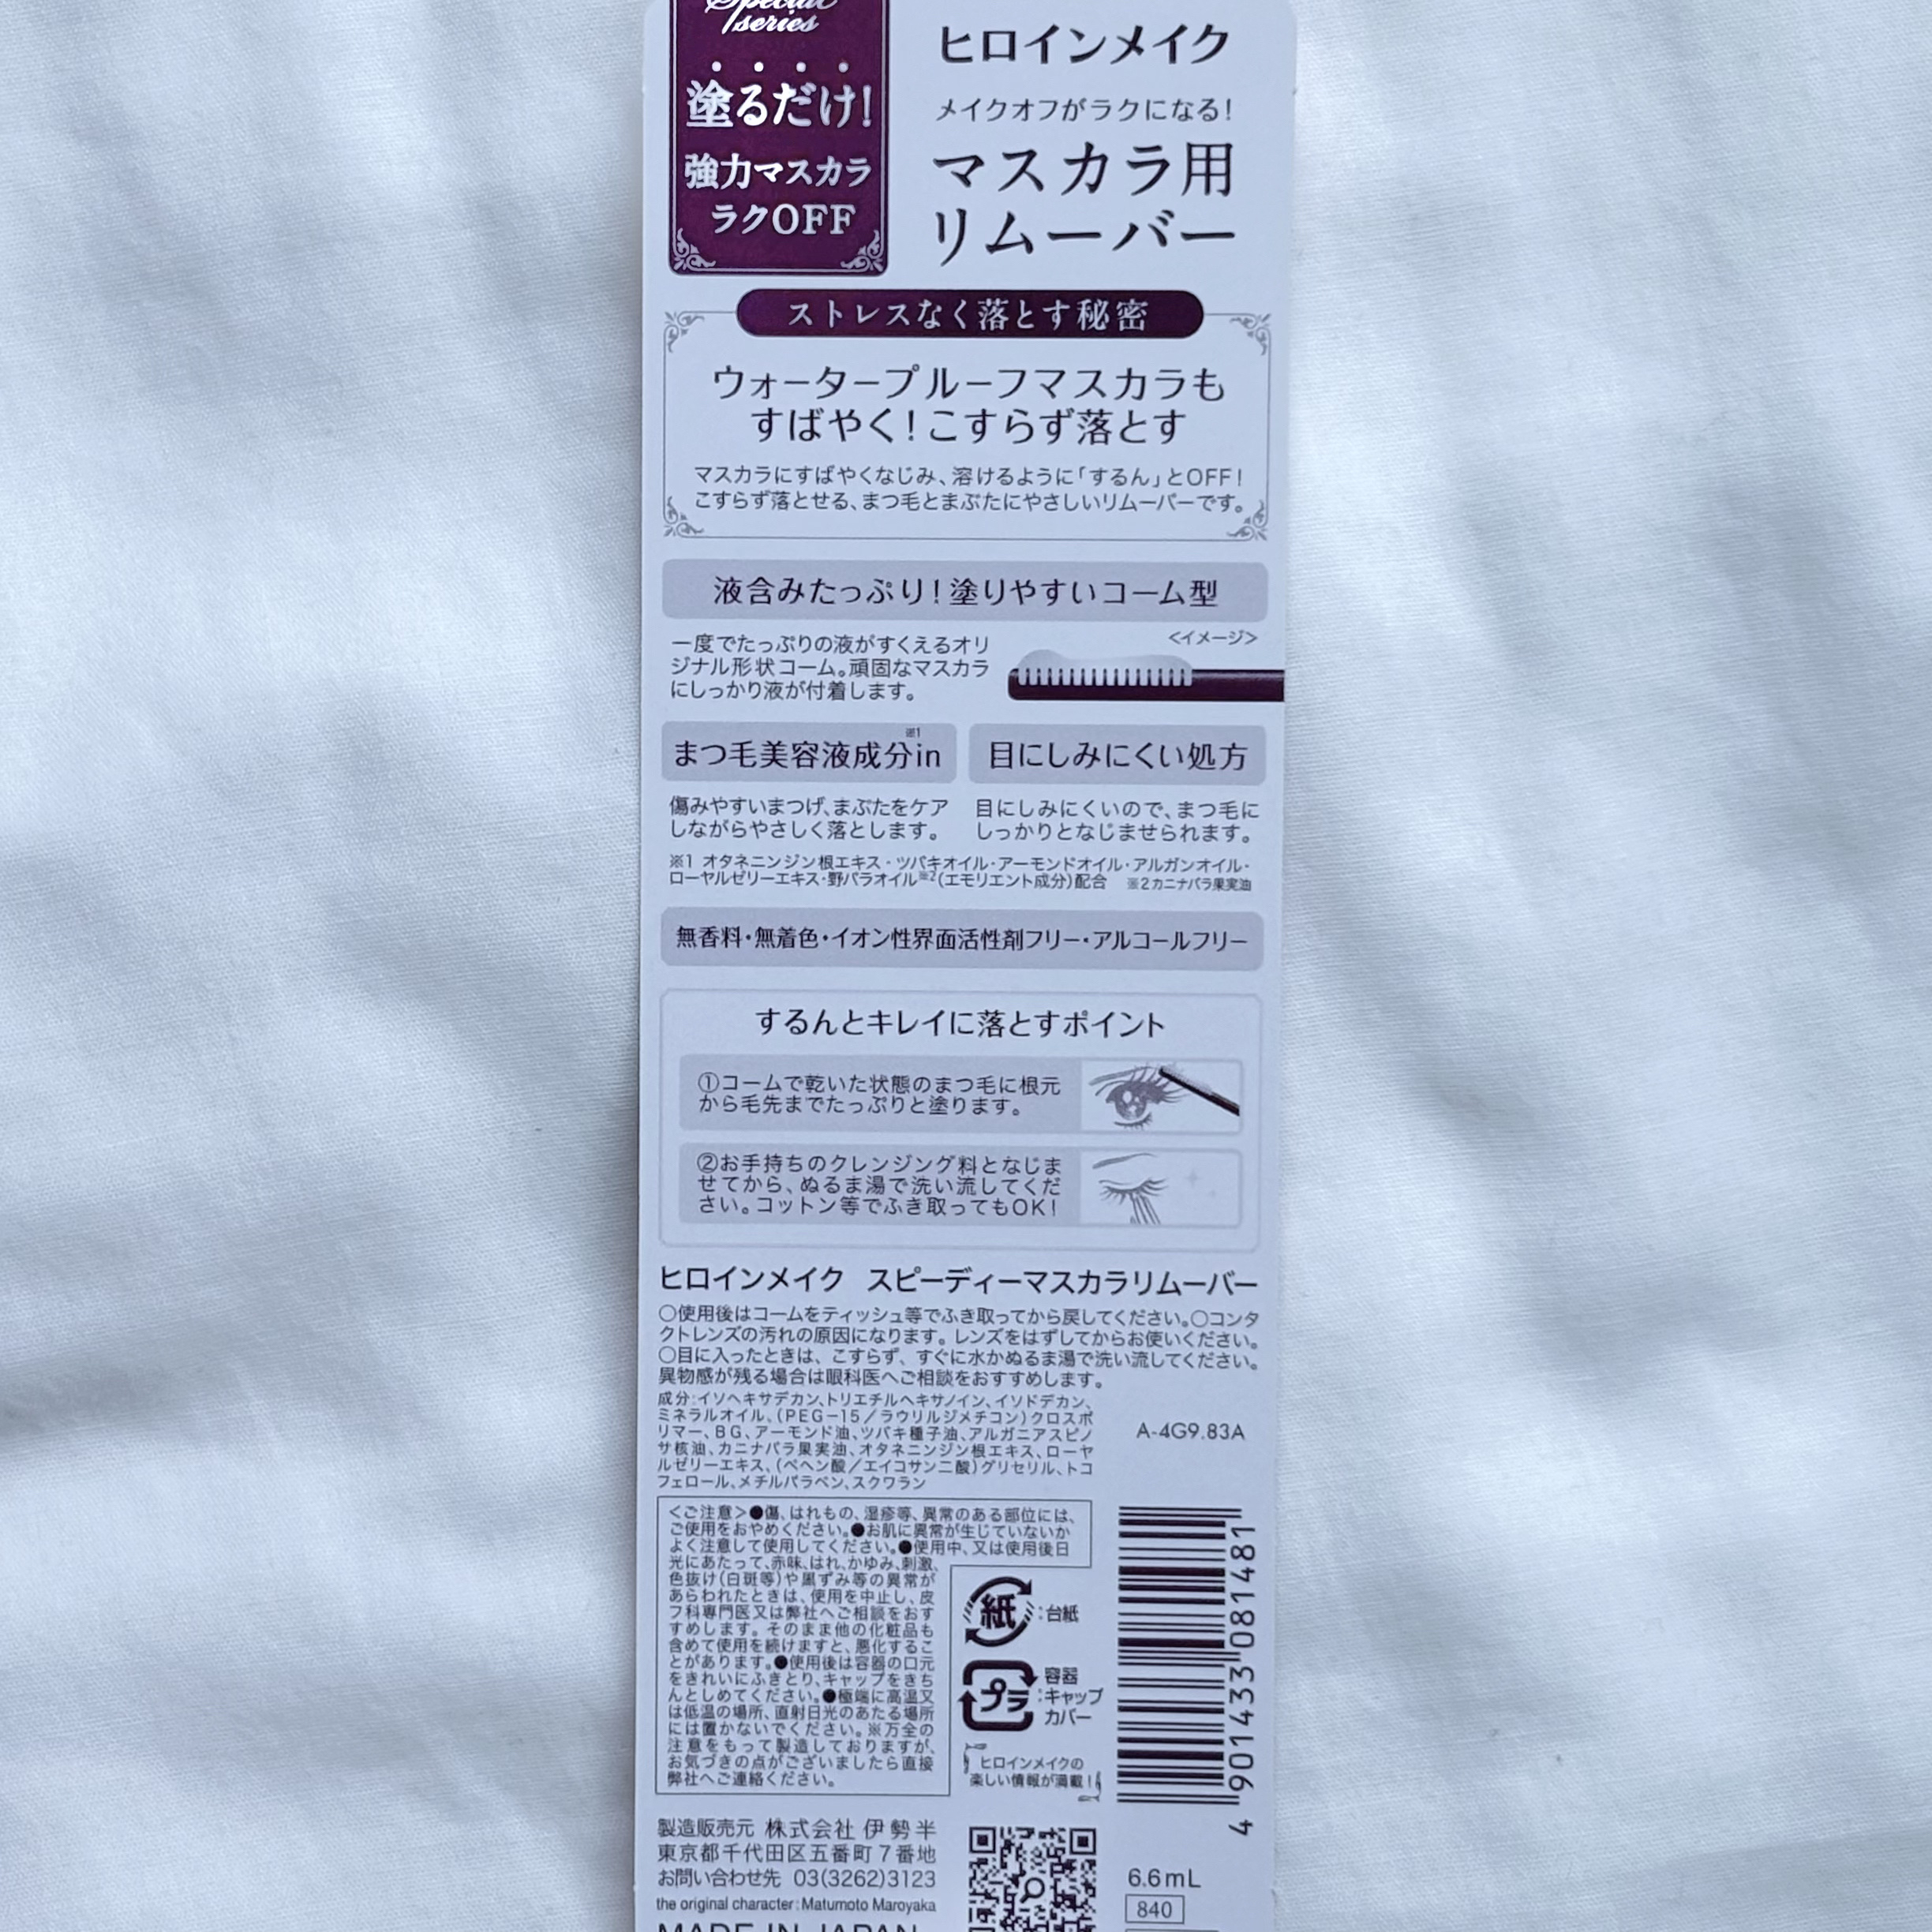 Special
series
塗るだけ!
強力マスカラ
ラクOFF
ヒロインメイク
メイクオフがラクになる!
マスカラ用
リムーバー
ストレスなく落とす秘密
ウォータープルーフマスカラも
すばやく!こすらず落とす
マスカラにすばやくなじみ、溶けるように「するん」とOFF!
こすらず落とせる、まつ毛とまぶたにやさしいリムーバーです。
液含みたっぷり!塗りやすいコーム型
一度でたっぷりの液がすくえるオリ
ジナル形状コーム。頑固なマスカラ
にしっかり液が付着します。
<イメージ>
まつ毛美容液成分※1in
傷みやすいまつげ、まぶたをケア
しながらやさしく落とします。
目にしみにくい処方
目にしみにくいので、まつ毛に
しっかりとなじませられます。
※1 オタネニンジン根エキス・ツバキオイル・アーモンドオイル・アルガンオイル・
ローヤルゼリーエキス・野バラオイル※2(エモリエント成分)配合 ※2カニナバラ果実油
無香料・無着色・イオン性界面活性剤フリー・アルコールフリー
するんとキレイに落とすポイント
①コームで乾いた状態のまつ毛に根元
から毛先までたっぷりと塗ります。
②お手持ちのクレンジング料となじま
せてから、ぬるま湯で洗い流してくだ
さい。コットン等でふき取ってもOK!
ヒロインメイク スピーディーマスカラリムーバー
○使用後はコームをティッシュ等でふき取ってから戻してください。○コンタ
クトレンズの汚れの原因になります。レンズをはずしてからお使いください。
○目に入ったときは、こすらず、すぐに水かぬるま湯で洗い流してください。
異物感が残る場合は眼科医へご相談をおすすめします。
成分:イソヘキサデカン、トリエチルヘキサノイン、イソドデカン、
ミネラルオイル、(PEG-15/ラウリルジメチコン)クロスポ
リマー、BG、アーモンド油、ツバキ種子油、アルガニアスピノ
サ核油、カニナバラ果実油、オタネニンジン根エキス、ローヤ
ルゼリーエキス、(ベヘン酸/エイコサン二酸)グリセリル、トコ
フェロール、メチルパラベン、スクワラン
A-4G9.83A
<ご注意>●傷、はれもの、湿疹等、異常のある部位には、
ご使用をおやめください。●お肌に異常が生じていないか
よく注意して使用してください。●使用中、又は使用後日
光にあたって、赤味、はれ、かゆみ、刺激、
色抜け(白斑等)や黒ずみ等の異常が
あらわれたときは、使用を中止し、皮
フ科専門医又は弊社へご相談をおす
すめします。そのまま他の化粧品も
含めて使用を続けますと、悪化するこ
とがあります。●使用後は容器の口元
をきれいにふきとり、キャップをきち
んとしめてください。●極端に高温又
は低温の場所、直射日光のあたる場所
には置かないでください。※万全の
注意をもって製造しておりますが、
お気づきの点がございましたら直接
弊社へご連絡ください。
紙:台紙
プラ:容器
キャップ
カバー
ヒロインメイクの
楽しい情報が満載!
4901433081481
製造販売元 株式会社 伊勢半
東京都千代田区五番町7番地
お問い合わせ先 03(3262)3123
the original character:Matumoto Maroyaka
MADE IN JAPAN
6.6mL
840